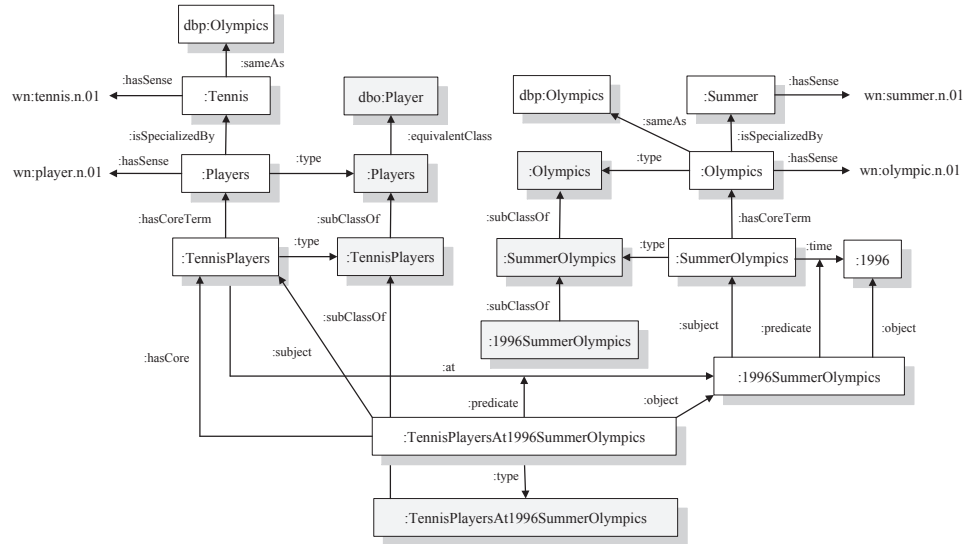 dbp:Olympics
:sameAs
:hasSense
wn:tennis.n.01
:Tennis
dbo:Player
dbp:Olympics
:Summer
:hasSense
wn:summer.n.01
:isSpecializedBy
:equivalentClass
:sameAs
:isSpecializedBy
wn:player.n.01
:hasSense
:Players
:type
:Players
:Olympics
:type
:Olympics
:hasSense
wn:olympic.n.01
:hasCoreTerm
:subClassOf
:subClassOf
:hasCoreTerm
:TennisPlayers
:type
:TennisPlayers
:SummerOlympics
:type
:SummerOlympics
:time
:1996
:subClassOf
:subClassOf
:hasCore
:subject
:1996SummerOlympics
:subject
:predicate
:object
:at
:1996SummerOlympics
:predicate
:object
:TennisPlayersAt1996SummerOlympics
:type
:TennisPlayersAt1996SummerOlympics